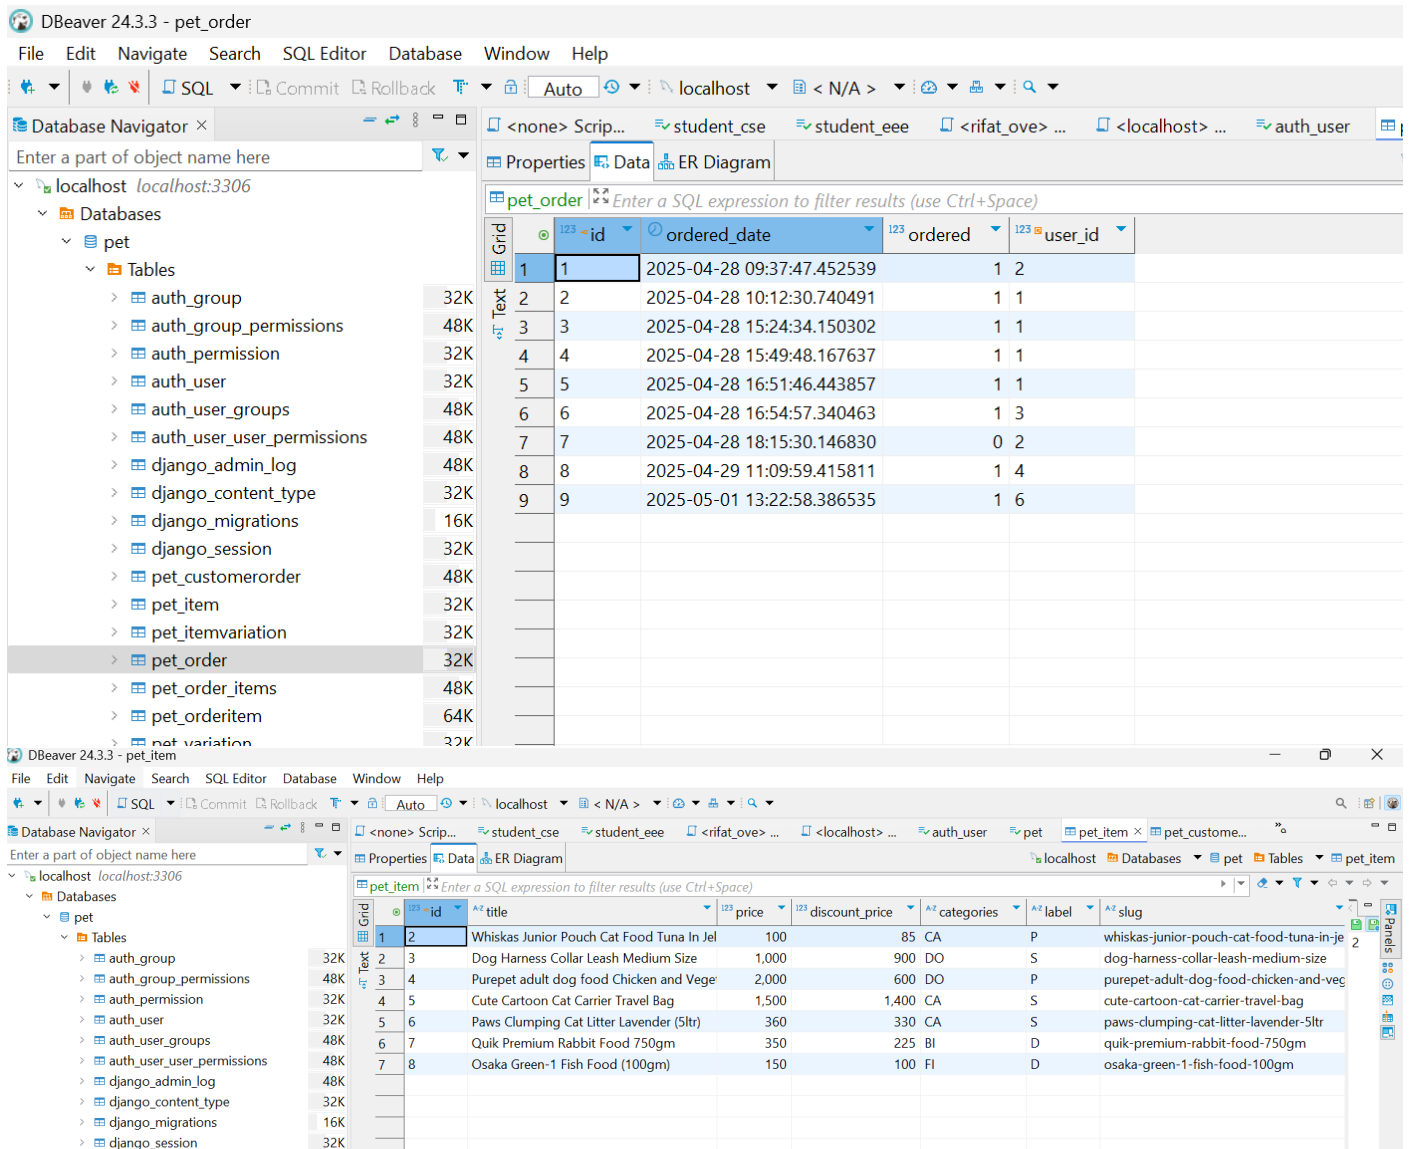 DBeaver 24.3.3 - pet_order
File Edit Navigate Search SQL Editor Database Window Help
SQL Commit Rollback Auto localhost < N/A >
Database Navigator
<none> Scrip... student_cse student_eee <rifat_ove> ... <localhost> ... auth_user
Enter a part of object name here
Properties Data ER Diagram
localhost localhost:3306
pet_order Enter a SQL expression to filter results (use Ctrl+Space)
Databases
pet
Tables
auth_group 32K
auth_group_permissions 48K
auth_permission 32K
auth_user 32K
auth_user_groups 48K
auth_user_user_permissions 48K
django_admin_log 48K
django_content_type 32K
django_migrations 16K
django_session 32K
pet_customerorder 48K
pet_item 32K
pet_itemvariation 32K
pet_order 32K
pet_order_items 48K
pet_orderitem 64K
pet_variation 32K
Grid
Text
123 id ordered_date 123 ordered 123 user_id
1 1 2025-04-28 09:37:47.452539 1 2
2 2 2025-04-28 10:12:30.740491 1 1
3 3 2025-04-28 15:24:34.150302 1 1
4 4 2025-04-28 15:49:48.167637 1 1
5 5 2025-04-28 16:51:46.443857 1 1
6 6 2025-04-28 16:54:57.340463 1 3
7 7 2025-04-28 18:15:30.146830 0 2
8 8 2025-04-29 11:09:59.415811 1 4
9 9 2025-05-01 13:22:58.386535 1 6
DBeaver 24.3.3 - pet_item
File Edit Navigate Search SQL Editor Database Window Help
SQL Commit Rollback Auto localhost < N/A >
Database Navigator
<none> Scrip... student_cse student_eee <rifat_ove> ... <localhost> ... auth_user pet pet_item pet_custome...
Enter a part of object name here
Properties Data ER Diagram localhost Databases pet Tables pet_item
localhost localhost:3306
pet_item Enter a SQL expression to filter results (use Ctrl+Space)
Databases
pet
Tables
auth_group 32K
auth_group_permissions 48K
auth_permission 32K
auth_user 32K
auth_user_groups 48K
auth_user_user_permissions 48K
django_admin_log 48K
django_content_type 32K
django_migrations 16K
django_session 32K
Grid
Text
123 id A-Z title 123 price 123 discount_price A-Z categories A-Z label A-Z slug
1 2 Whiskas Junior Pouch Cat Food Tuna In Jel 100 85 CA P whiskas-junior-pouch-cat-food-tuna-in-je
2 3 Dog Harness Collar Leash Medium Size 1,000 900 DO S dog-harness-collar-leash-medium-size
3 4 Purepet adult dog food Chicken and Veget 2,000 600 DO P purepet-adult-dog-food-chicken-and-veg
4 5 Cute Cartoon Cat Carrier Travel Bag 1,500 1,400 CA S cute-cartoon-cat-carrier-travel-bag
5 6 Paws Clumping Cat Litter Lavender (5ltr) 360 330 CA S paws-clumping-cat-litter-lavender-5ltr
6 7 Quik Premium Rabbit Food 750gm 350 225 BI D quik-premium-rabbit-food-750gm
7 8 Osaka Green-1 Fish Food (100gm) 150 100 FI D osaka-green-1-fish-food-100gm
2
Panels